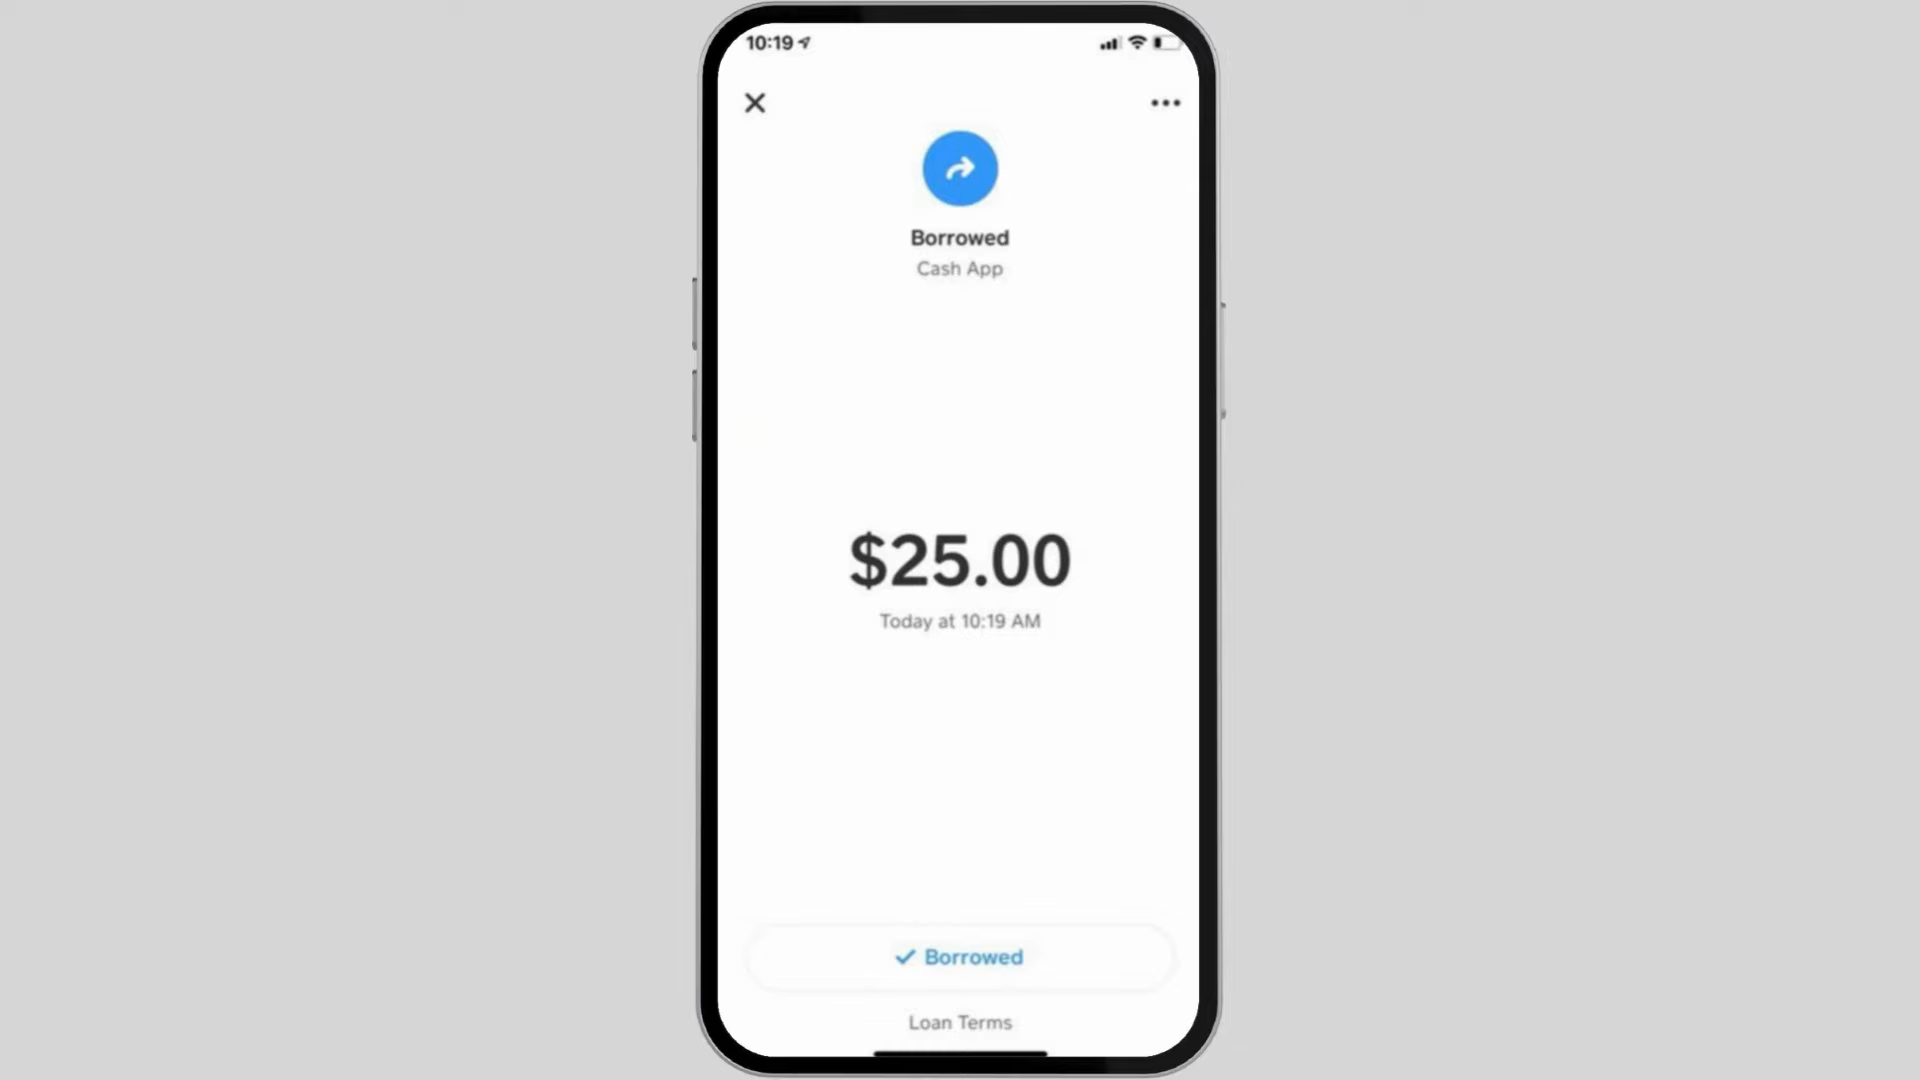 10:19
Borrowed
Cash App
$25.00
Today at 10:19 AM
Borrowed
Loan Terms